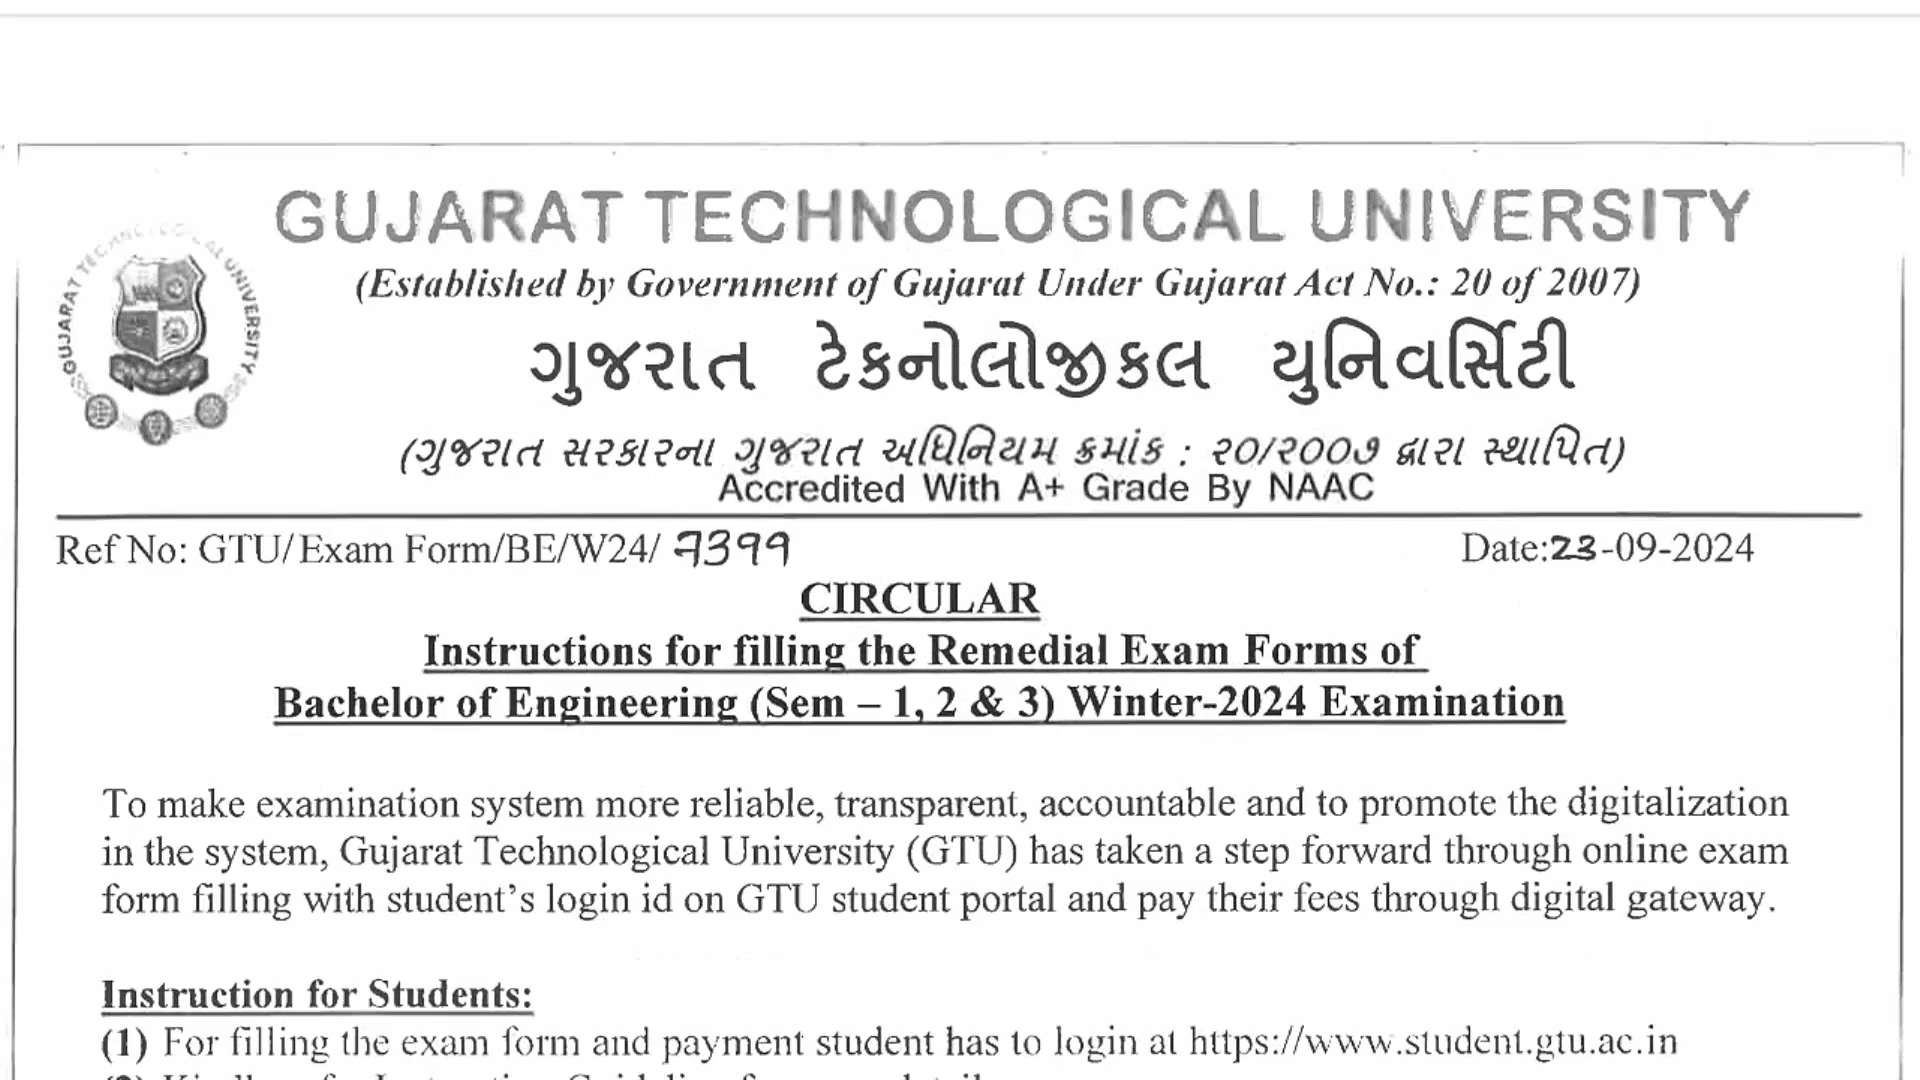 GUJARAT TECHNOLOGICAL UNIVERSITY
(Established by Government of Gujarat Under Gujarat Act No.: 20 of 2007)
ગુજરાત ટેકનોલોજીકલ યુનિવર્સિટી
(ગુજરાત સરકારના ગુજરાત અધિનિયમ ક્રમાંક : ૨૦/૨૦૦૭ દ્વારા સ્થાપિત)
Accredited With A+ Grade By NAAC
GUJARAT TECHNOLOGICAL UNIVERSITY
Ref No: GTU/Exam Form/BE/W24/ 7399
Date:23-09-2024
CIRCULAR
Instructions for filling the Remedial Exam Forms of
Bachelor of Engineering (Sem – 1, 2 & 3) Winter-2024 Examination
To make examination system more reliable, transparent, accountable and to promote the digitalization
in the system, Gujarat Technological University (GTU) has taken a step forward through online exam
form filling with student's login id on GTU student portal and pay their fees through digital gateway.
Instruction for Students:
(1) For filling the exam form and payment student has to login at https://www.student.gtu.ac.in